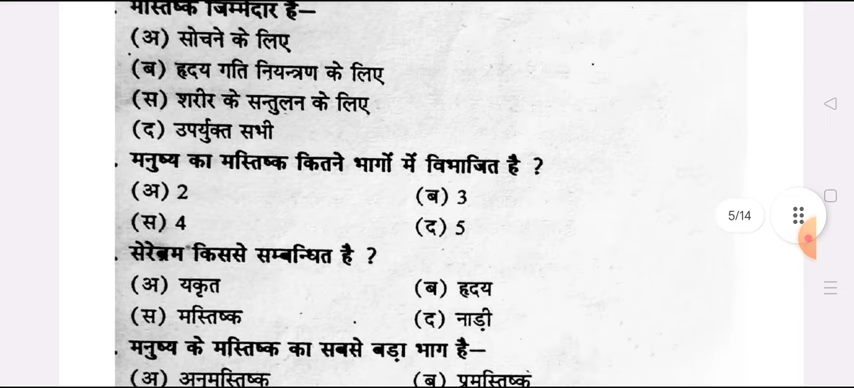 मस्तिष्क जिम्मेदार है—
(अ) सोचने के लिए
(ब) हृदय गति नियन्त्रण के लिए
(स) शरीर के सन्तुलन के लिए
(द) उपर्युक्त सभी
. मनुष्य का मस्तिष्क कितने भागों में विभाजित है ?
(अ) 2 (ब) 3
(स) 4 (द) 5
5/14
. सेरेब्रम किससे सम्बन्धित है ?
(अ) यकृत (ब) हृदय
(स) मस्तिष्क (द) नाड़ी
. मनुष्य के मस्तिष्क का सबसे बड़ा भाग है—
(अ) अनुमस्तिष्क (ब) प्रमस्तिष्क